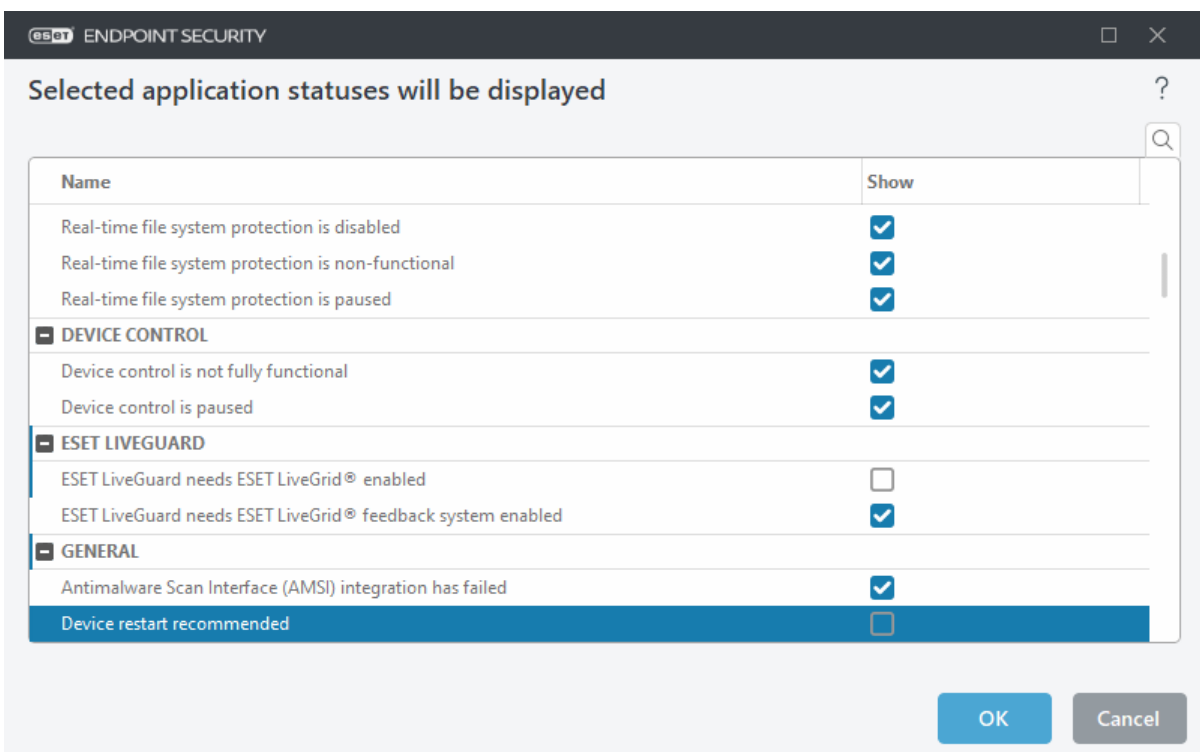 eset ENDPOINT SECURITY
Selected application statuses will be displayed
?
Name Show
Real-time file system protection is disabled
Real-time file system protection is non-functional
Real-time file system protection is paused
DEVICE CONTROL
Device control is not fully functional
Device control is paused
ESET LIVEGUARD
ESET LiveGuard needs ESET LiveGrid® enabled
ESET LiveGuard needs ESET LiveGrid® feedback system enabled
GENERAL
Antimalware Scan Interface (AMSI) integration has failed
Device restart recommended
OK Cancel